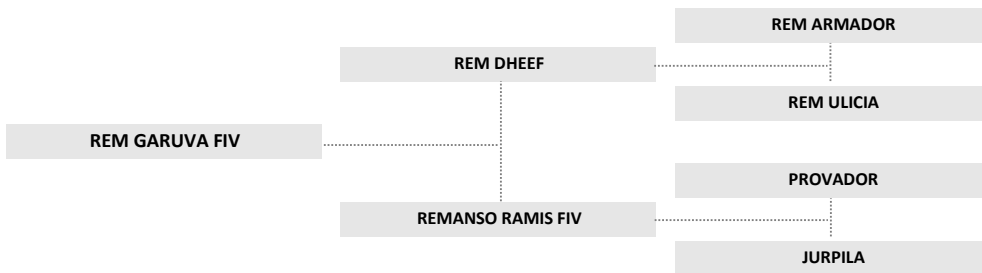 REM ARMADOR
REM DHEEF
REM ULICIA
REM GARUVA FIV
PROVADOR
REMANSO RAMIS FIV
JURPILA